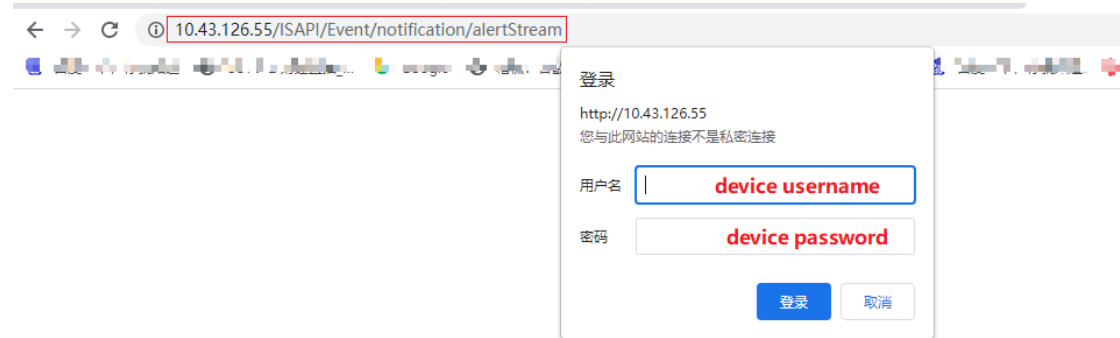 10.43.126.55/ISAPI/Event/notification/alertStream
登录
http://10.43.126.55
您与此网站的连接不是私密连接
用户名 device username
密码 device password
登录 取消